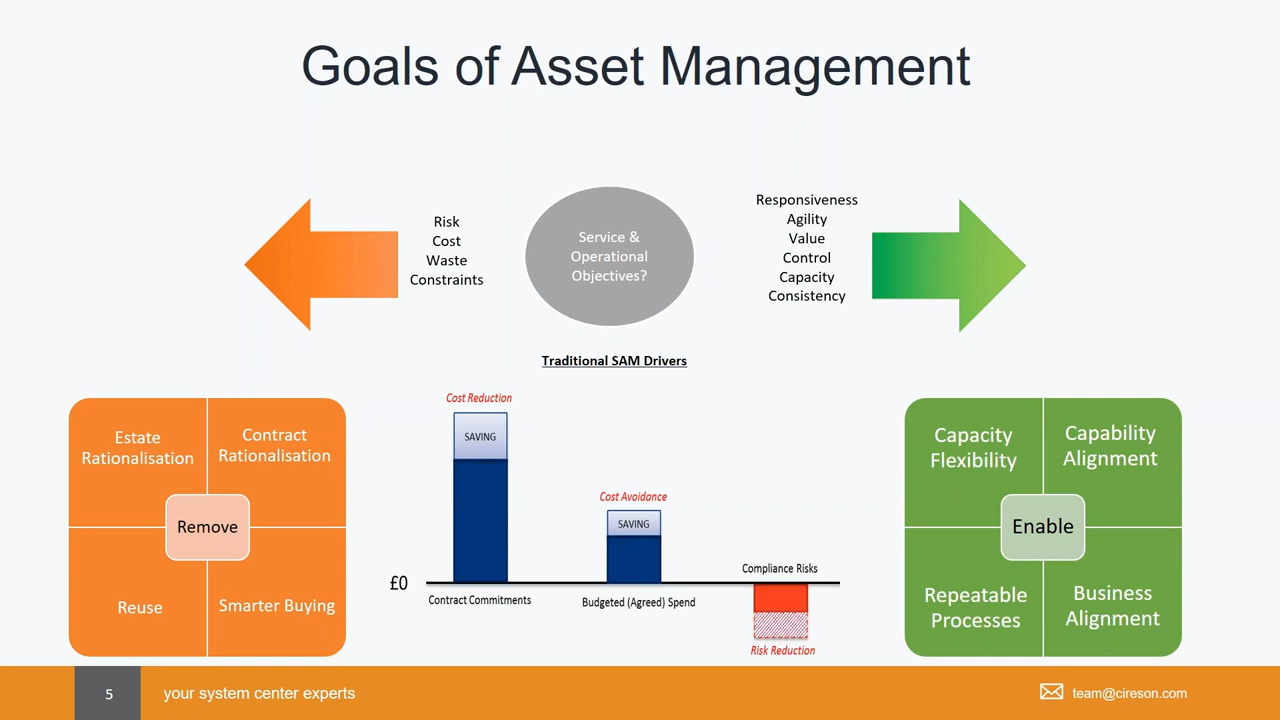 Goals of Asset Management
Risk
Cost
Waste
Constraints
Service &
Operational
Objectives?
Responsiveness
Agility
Value
Control
Capacity
Consistency
Traditional SAM Drivers
Estate
Rationalisation
Contract
Rationalisation
Remove
Reuse
Smarter Buying
Cost Reduction
SAVING
Cost Avoidance
SAVING
Compliance Risks
£0
Contract Commitments
Budgeted (Agreed) Spend
Risk Reduction
Capacity
Flexibility
Capability
Alignment
Enable
Repeatable
Processes
Business
Alignment
5
your system center experts
team@cireson.com